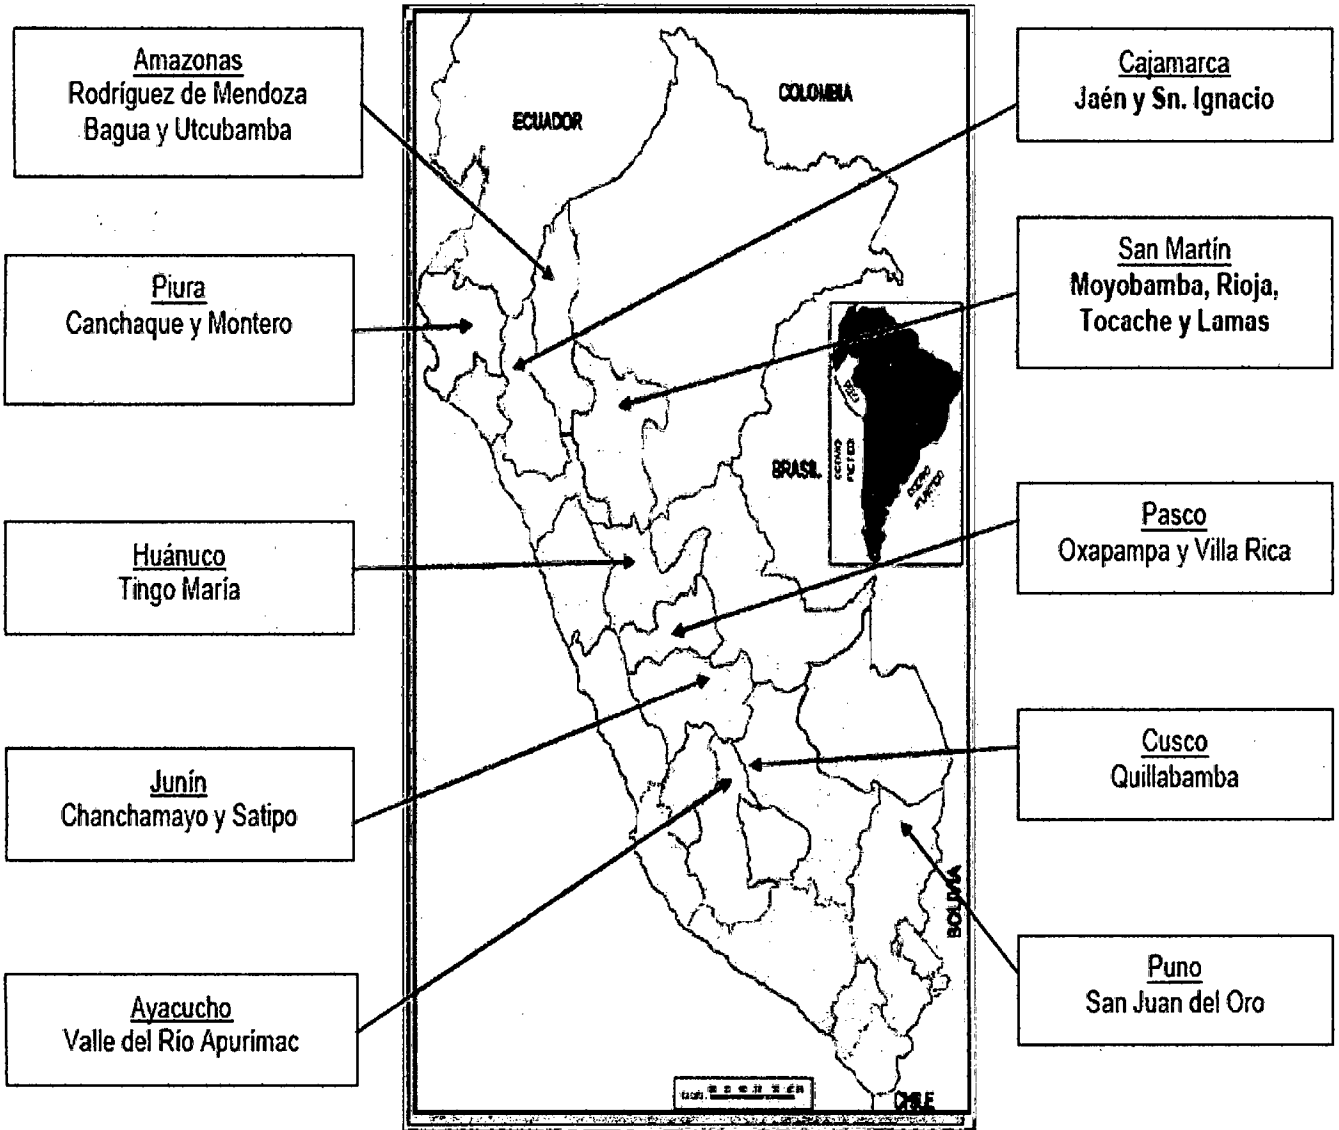 Amazonas
Rodríguez de Mendoza
Bagua y Utcubamba
Piura
Canchaque y Montero
Huánuco
Tingo María
Junín
Chanchamayo y Satipo
Ayacucho
Valle del Río Apurímac
ECUADOR
COLOMBIA
BRASIL
BOLIVIA
CHILE
Cajamarca
Jaén y Sn. Ignacio
San Martín
Moyobamba, Rioja,
Tocache y Lamas
Pasco
Oxapampa y Villa Rica
Cusco
Quillabamba
Puno
San Juan del Oro